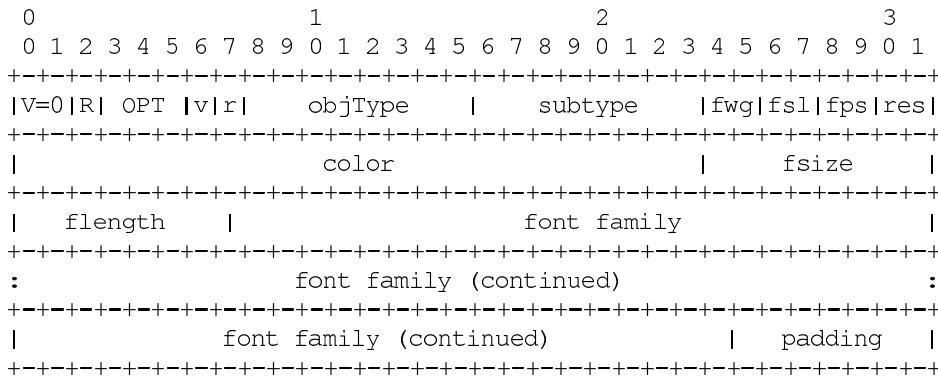 0                   1                   2                   3
 0 1 2 3 4 5 6 7 8 9 0 1 2 3 4 5 6 7 8 9 0 1 2 3 4 5 6 7 8 9 0 1
+-+-+-+-+-+-+-+-+-+-+-+-+-+-+-+-+-+-+-+-+-+-+-+-+-+-+-+-+-+-+-+-+
|V=0|R| OPT |v|r|    objType    |    subtype    |fwg|fsl|fps|res|
+-+-+-+-+-+-+-+-+-+-+-+-+-+-+-+-+-+-+-+-+-+-+-+-+-+-+-+-+-+-+-+-+
|                     color                     |     fsize     |
+-+-+-+-+-+-+-+-+-+-+-+-+-+-+-+-+-+-+-+-+-+-+-+-+-+-+-+-+-+-+-+-+
|   flength    |                    font family                 |
+-+-+-+-+-+-+-+-+-+-+-+-+-+-+-+-+-+-+-+-+-+-+-+-+-+-+-+-+-+-+-+-+
:                   font family (continued)                     :
+-+-+-+-+-+-+-+-+-+-+-+-+-+-+-+-+-+-+-+-+-+-+-+-+-+-+-+-+-+-+-+-+
|              font family (continued)            |   padding   |
+-+-+-+-+-+-+-+-+-+-+-+-+-+-+-+-+-+-+-+-+-+-+-+-+-+-+-+-+-+-+-+-+